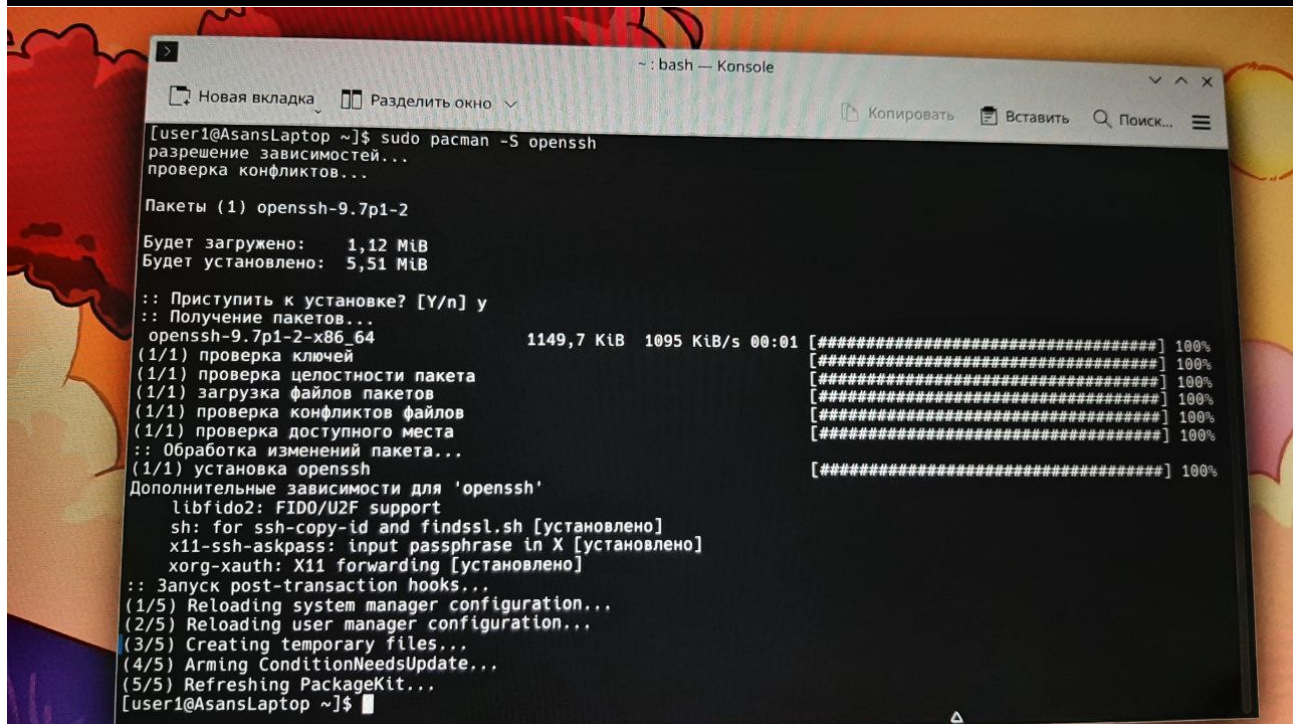 ~ : bash — Konsole
Новая вкладка Разделить окно Копировать Вставить Поиск...
[user1@AsansLaptop ~]$ sudo pacman -S openssh
разрешение зависимостей...
проверка конфликтов...
Пакеты (1) openssh-9.7p1-2
Будет загружено: 1,12 MiB
Будет установлено: 5,51 MiB
:: Приступить к установке? [Y/n] y
:: Получение пакетов...
openssh-9.7p1-2-x86_64 1149,7 KiB 1095 KiB/s 00:01 [###################################] 100%
(1/1) проверка ключей [###################################] 100%
(1/1) проверка целостности пакета [###################################] 100%
(1/1) загрузка файлов пакетов [###################################] 100%
(1/1) проверка конфликтов файлов [###################################] 100%
(1/1) проверка доступного места [###################################] 100%
:: Обработка изменений пакета...
(1/1) установка openssh [###################################] 100%
Дополнительные зависимости для 'openssh'
libfido2: FIDO/U2F support
sh: for ssh-copy-id and findssl.sh [установлено]
x11-ssh-askpass: input passphrase in X [установлено]
xorg-xauth: X11 forwarding [установлено]
:: Запуск post-transaction hooks...
(1/5) Reloading system manager configuration...
(2/5) Reloading user manager configuration...
(3/5) Creating temporary files...
(4/5) Arming ConditionNeedsUpdate...
(5/5) Refreshing PackageKit...
[user1@AsansLaptop ~]$